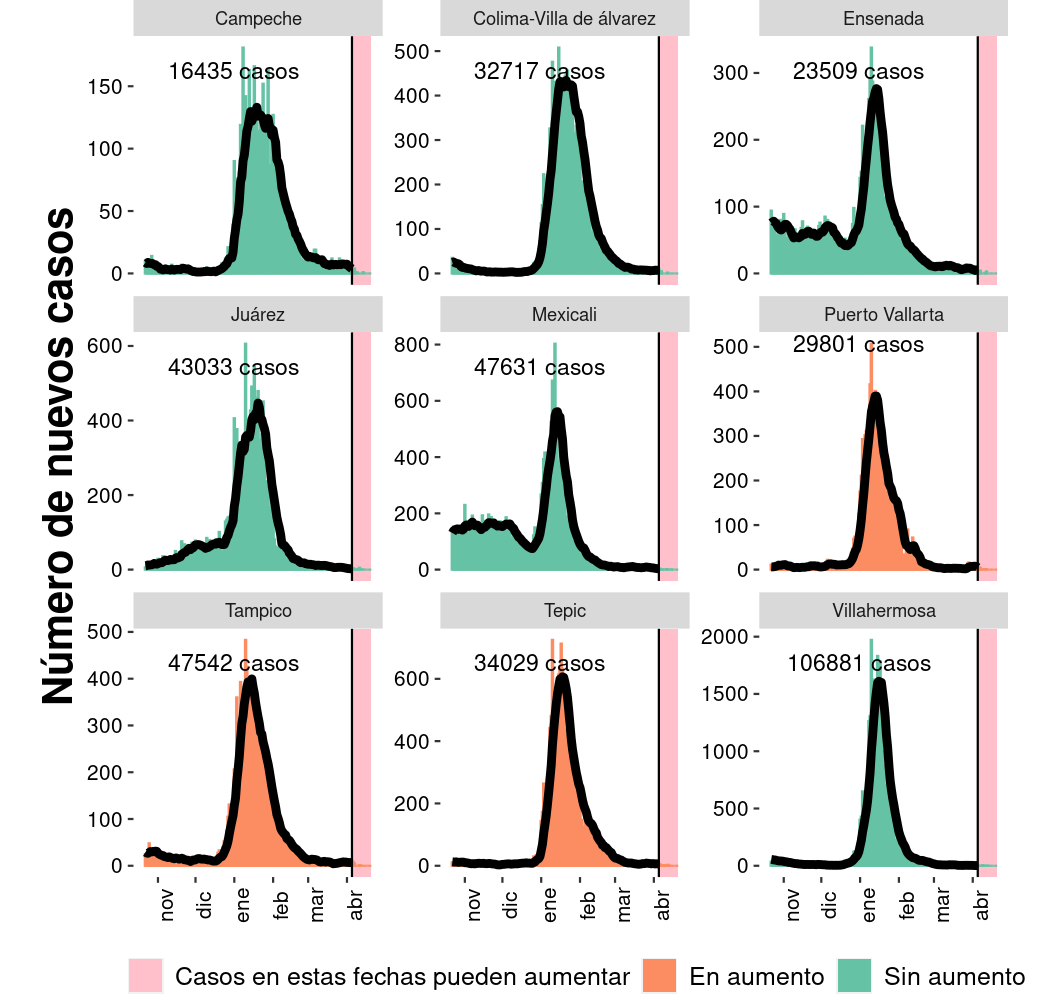 Número de nuevos casos
Campeche
Colima-Villa de álvarez
Ensenada
16435 casos
32717 casos
23509 casos
150
100
50
0
500
400
300
200
100
0
300
200
100
0
Juárez
Mexicali
Puerto Vallarta
43033 casos
47631 casos
29801 casos
600
400
200
0
800
600
400
200
0
500
400
300
200
100
0
Tampico
Tepic
Villahermosa
47542 casos
34029 casos
106881 casos
500
400
300
200
100
0
600
400
200
0
2000
1500
1000
500
0
nov dic ene feb mar abr
nov dic ene feb mar abr
nov dic ene feb mar abr
Casos en estas fechas pueden aumentar En aumento Sin aumento